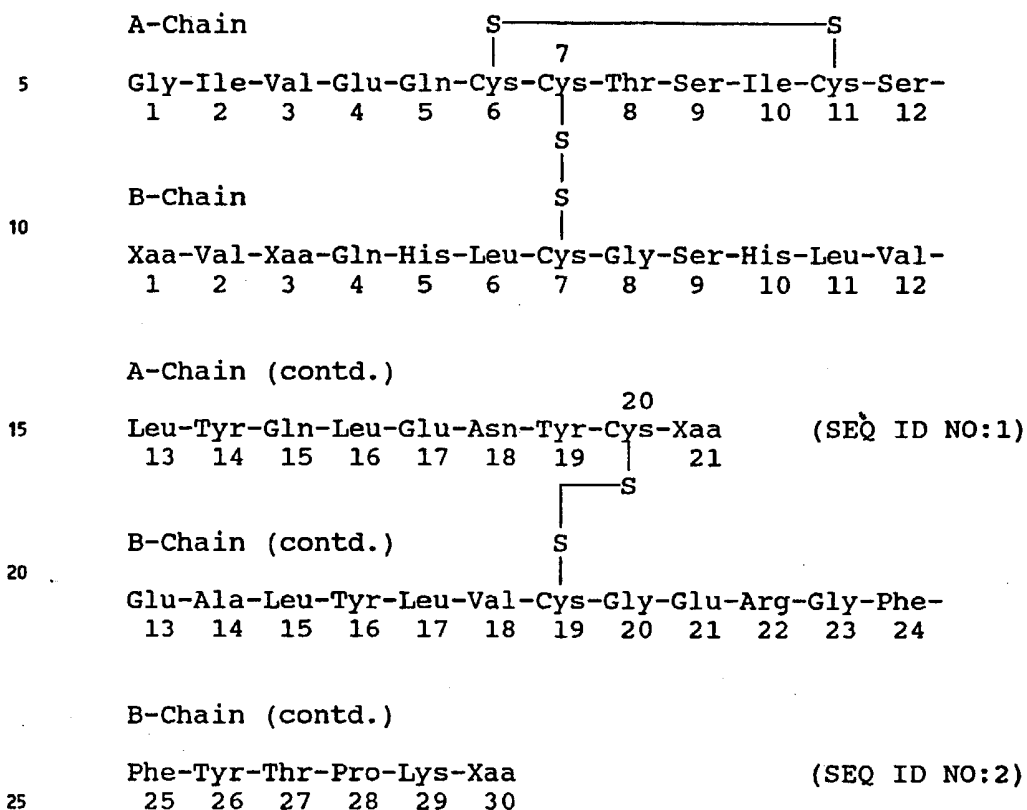 A-Chain S S
7
5 Gly-Ile-Val-Glu-Gln-Cys-Cys-Thr-Ser-Ile-Cys-Ser-
1 2 3 4 5 6 8 9 10 11 12
S
B-Chain S
10
Xaa-Val-Xaa-Gln-His-Leu-Cys-Gly-Ser-His-Leu-Val-
1 2 3 4 5 6 7 8 9 10 11 12
A-Chain (contd.)
20
15 Leu-Tyr-Gln-Leu-Glu-Asn-Tyr-Cys-Xaa (SEQ ID NO:1)
13 14 15 16 17 18 19 21
S
B-Chain (contd.) S
20
Glu-Ala-Leu-Tyr-Leu-Val-Cys-Gly-Glu-Arg-Gly-Phe-
13 14 15 16 17 18 19 20 21 22 23 24
B-Chain (contd.)
Phe-Tyr-Thr-Pro-Lys-Xaa (SEQ ID NO:2)
25 25 26 27 28 29 30